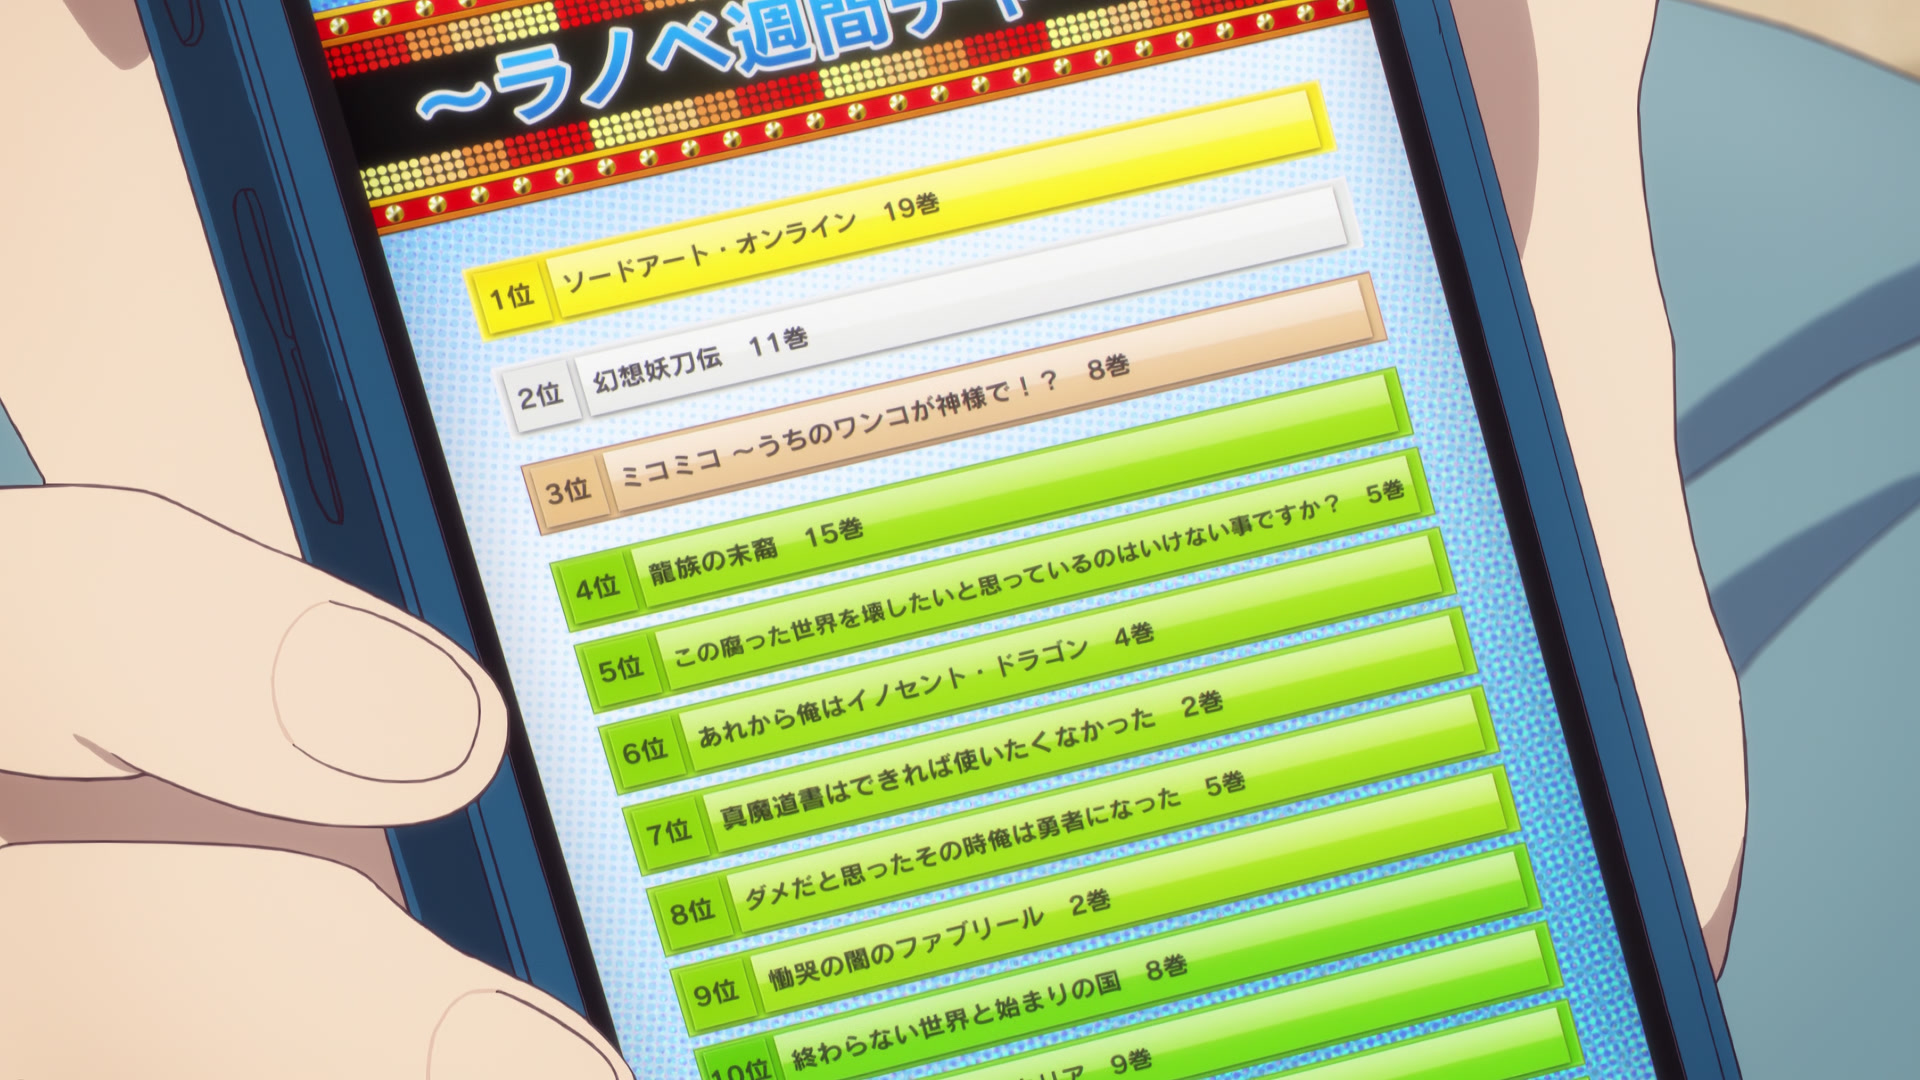 ～ラノベ週間チャ
1位 ソードアート・オンライン 19巻
2位 幻想妖刀伝 11巻
3位 ミコミコ ～うちのワンコが神様で！？ 8巻
4位 龍族の末裔 15巻
5位 この腐った世界を壊したいと思っているのはいけない事ですか？ 5巻
6位 あれから俺はイノセント・ドラゴン 4巻
7位 真魔道書はできれば使いたくなかった 2巻
8位 ダメだと思ったその時俺は勇者になった 5巻
9位 慟哭の闇のファブリール 2巻
10位 終わらない世界と始まりの国 8巻
リア 9巻